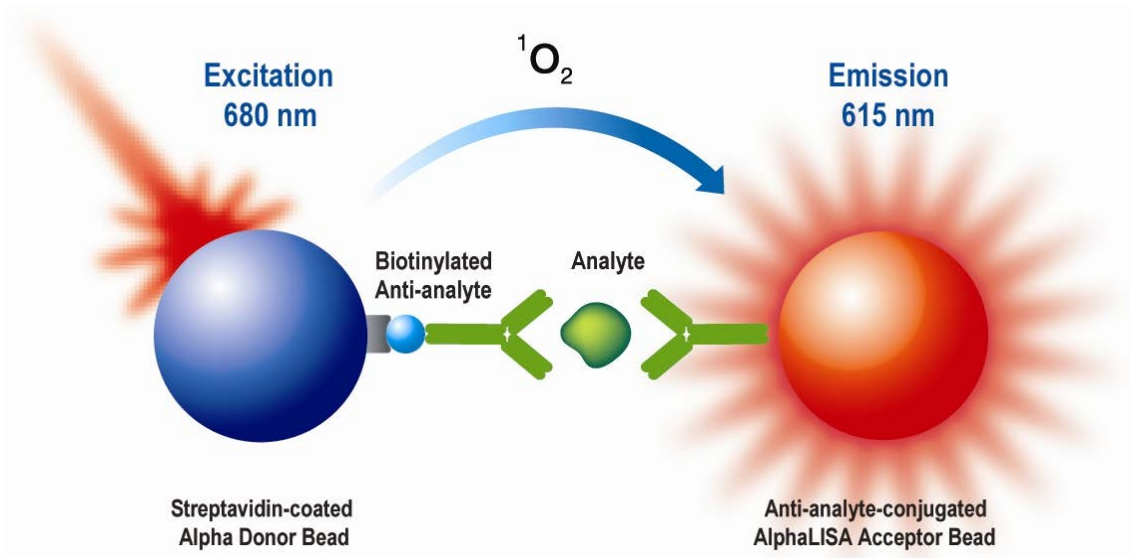 Excitation
680 nm
¹O₂
Emission
615 nm
Biotinylated
Anti-analyte
Analyte
Streptavidin-coated
Alpha Donor Bead
Anti-analyte-conjugated
AlphaLISA Acceptor Bead